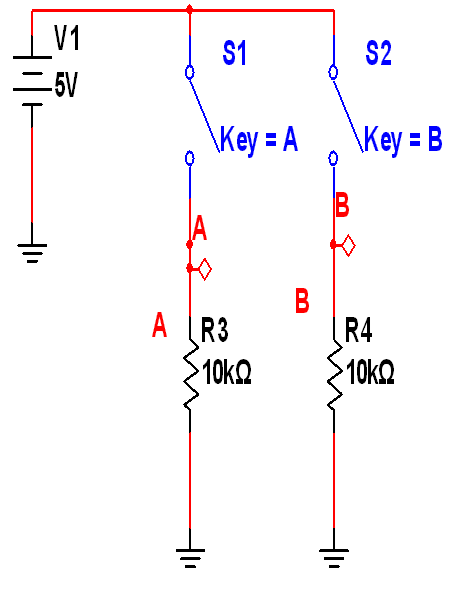 V1
5V
S1
Key = A
S2
Key = B
A
B
A
B
R3
10kΩ
R4
10kΩ